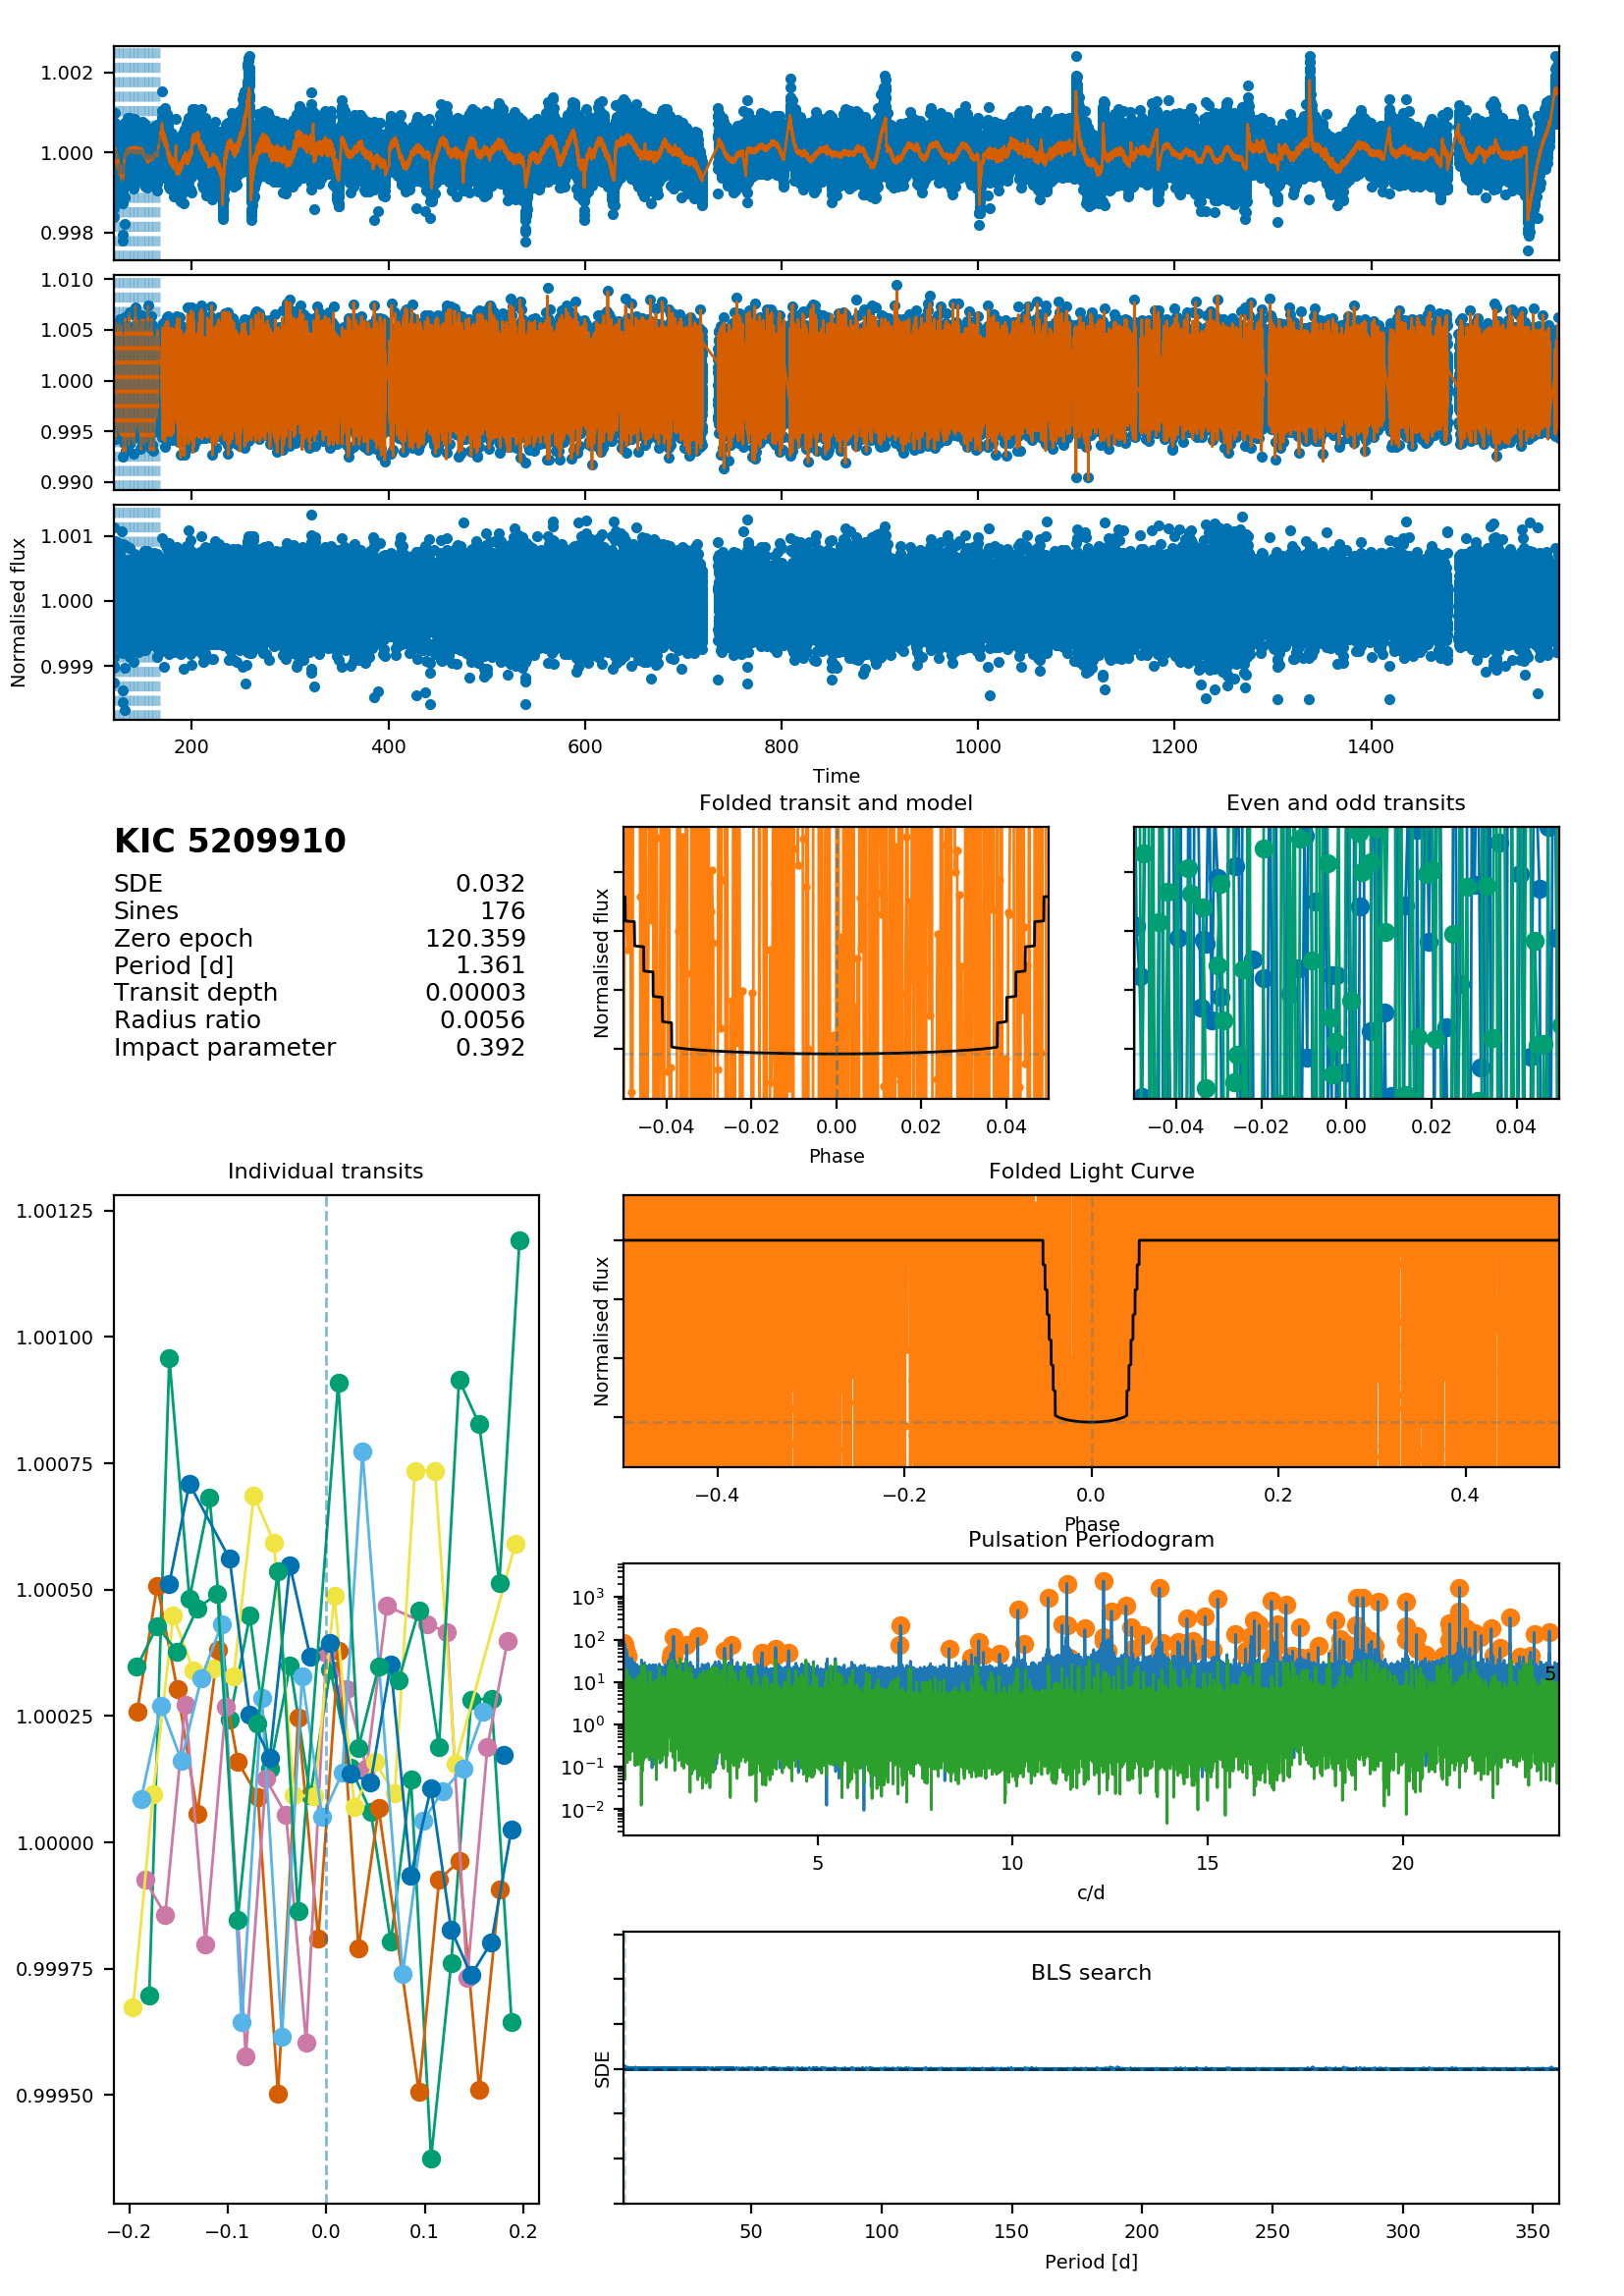 1.002
1.000
0.998
1.010
1.005
1.000
0.995
0.990
1.001
1.000
0.999
Normalised flux
200 400 600 800 1000 1200 1400
Time
KIC 5209910
SDE 0.032
Sines 176
Zero epoch 120.359
Period [d] 1.361
Transit depth 0.00003
Radius ratio 0.0056
Impact parameter 0.392
Folded transit and model
Normalised flux
−0.04 −0.02 0.00 0.02 0.04
Phase
Even and odd transits
−0.04 −0.02 0.00 0.02 0.04
Individual transits
1.00125
1.00100
1.00075
1.00050
1.00025
1.00000
0.99975
0.99950
−0.2 −0.1 0.0 0.1 0.2
Folded Light Curve
Normalised flux
−0.4 −0.2 0.0 0.2 0.4
Phase
Pulsation Periodogram
10³
10²
10¹
10⁰
10⁻¹
10⁻²
5
5 10 15 20
c/d
BLS search
SDE
50 100 150 200 250 300 350
Period [d]